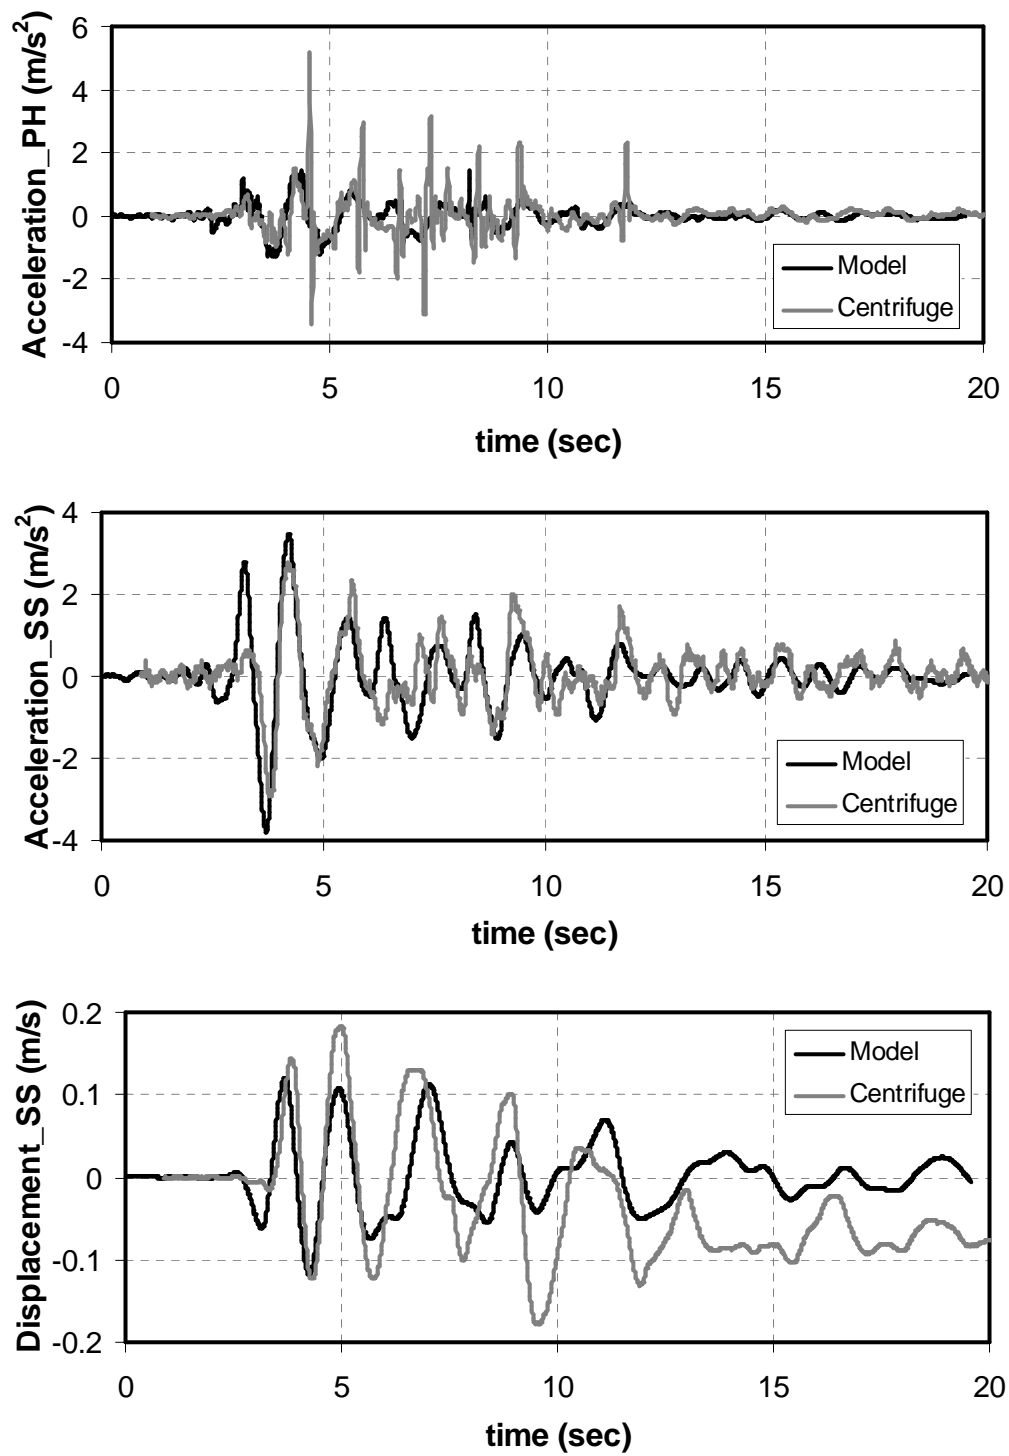 Acceleration_PH (m/s²)
6
4
2
0
-2
-4
Model
Centrifuge
0 5 10 15 20
time (sec)
Acceleration_SS (m/s²)
4
2
0
-2
-4
Model
Centrifuge
0 5 10 15 20
time (sec)
Displacement_SS (m/s)
0.2
0.1
0
-0.1
-0.2
Model
Centrifuge
0 5 10 15 20
time (sec)